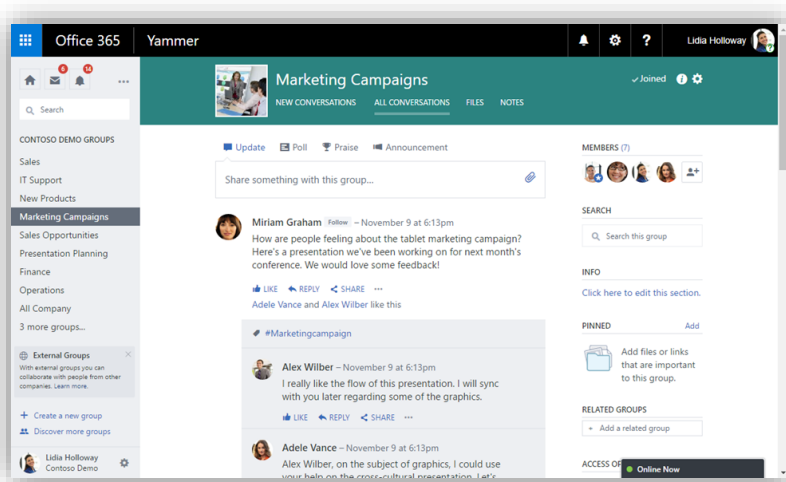 Office 365
Yammer
Lidia Holloway
6
14
Search
CONTOSO DEMO GROUPS
Sales
IT Support
New Products
Marketing Campaigns
Sales Opportunities
Presentation Planning
Finance
Operations
All Company
3 more groups...
External Groups
With external groups you can
collaborate with people from other
companies. Learn more.
+ Create a new group
Discover more groups
Lidia Holloway
Contoso Demo
Marketing Campaigns
NEW CONVERSATIONS
ALL CONVERSATIONS
FILES
NOTES
Joined
Update
Poll
Praise
Announcement
Share something with this group...
Miriam Graham Follow – November 9 at 6:13pm
How are people feeling about the tablet marketing campaign?
Here's a presentation we've been working on for next month's
conference. We would love some feedback!
LIKE REPLY SHARE ...
Adele Vance and Alex Wilber like this
#Marketingcampaign
Alex Wilber – November 9 at 6:13pm
I really like the flow of this presentation. I will sync
with you later regarding some of the graphics.
LIKE REPLY SHARE ...
Adele Vance – November 9 at 6:13pm
Alex Wilber, on the subject of graphics, I could use
your help on the cross-cultural presentation. Let's
MEMBERS (7)
SEARCH
Search this group
INFO
Click here to edit this section.
PINNED
Add
Add files or links
that are important
to this group.
RELATED GROUPS
+ Add a related group
ACCESS
Online Now